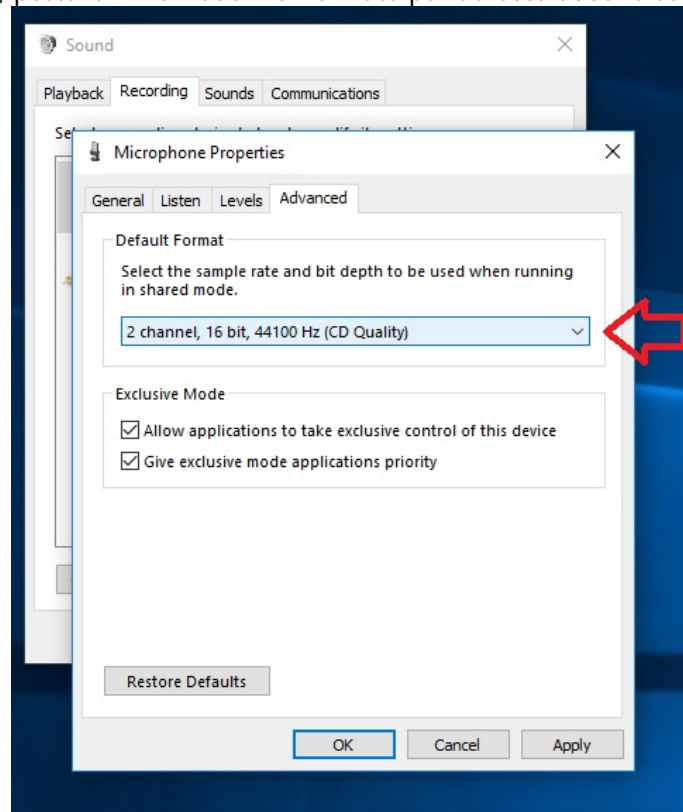 Sound
Playback Recording Sounds Communications
Microphone Properties
General Listen Levels Advanced
Default Format
Select the sample rate and bit depth to be used when running
in shared mode.
2 channel, 16 bit, 44100 Hz (CD Quality)
Exclusive Mode
Allow applications to take exclusive control of this device
Give exclusive mode applications priority
Restore Defaults
OK Cancel Apply